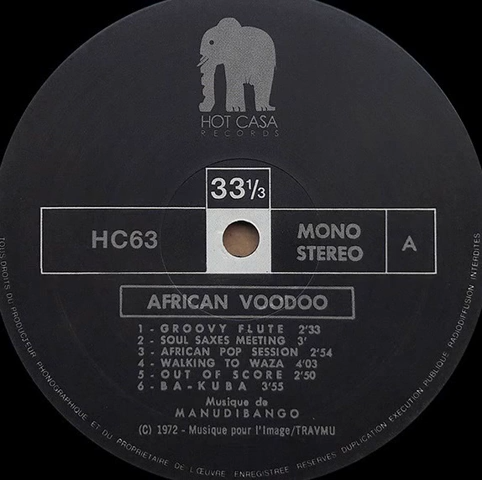 HOT CASA
RECORDS
33 1/3
HC63
MONO
STEREO
A
AFRICAN VOODOO
1 - GROOVY FLUTE 2'33
2 - SOUL SAXES MEETING 3'
3 - AFRICAN POP SESSION 2'54
4 - WALKING TO WAZA 4'03
5 - OUT OF SCORE 2'50
6 - BA-KUBA 3'55
Musique de
MANUDIBANGO
(C) 1972 - Musique pour l'Image/TRAVMU
TOUS DROITS DU PRODUCTEUR PHONOGRAPHIQUE ET DU PROPRIETAIRE DE L'ŒUVRE ENREGISTREE RESERVES DUPLICATION EXECUTION PUBLIQUE RADIODIFFUSION INTERDITES